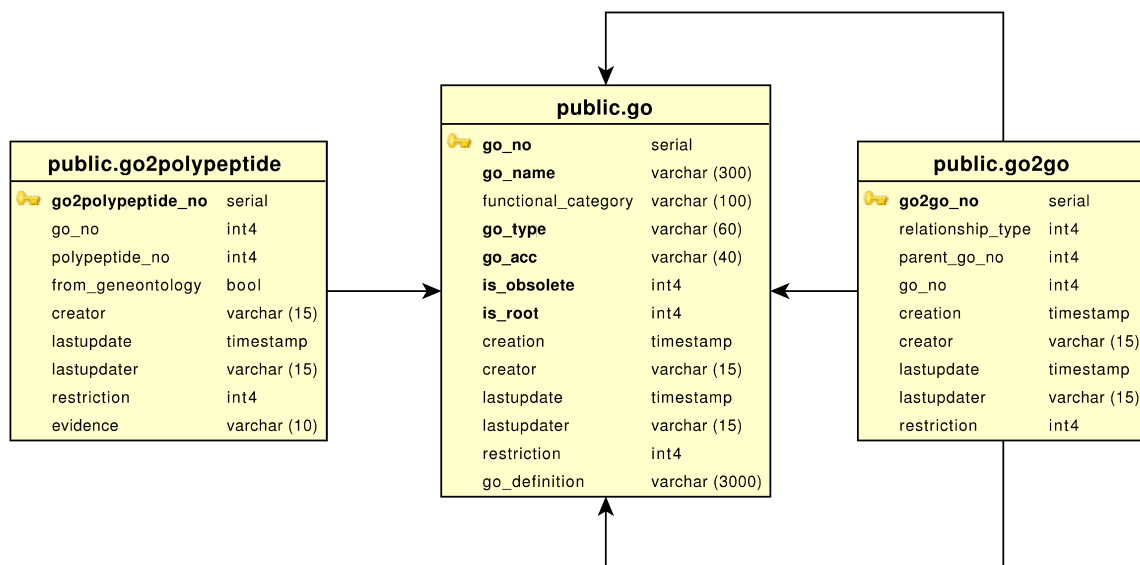 public.go
go_no serial
go_name varchar (300)
functional_category varchar (100)
go_type varchar (60)
go_acc varchar (40)
is_obsolete int4
is_root int4
creation timestamp
creator varchar (15)
lastupdate timestamp
lastupdater varchar (15)
restriction int4
go_definition varchar (3000)
public.go2polypeptide
go2polypeptide_no serial
go_no int4
polypeptide_no int4
from_geneontology bool
creator varchar (15)
lastupdate timestamp
lastupdater varchar (15)
restriction int4
evidence varchar (10)
public.go2go
go2go_no serial
relationship_type int4
parent_go_no int4
go_no int4
creation timestamp
creator varchar (15)
lastupdate timestamp
lastupdater varchar (15)
restriction int4